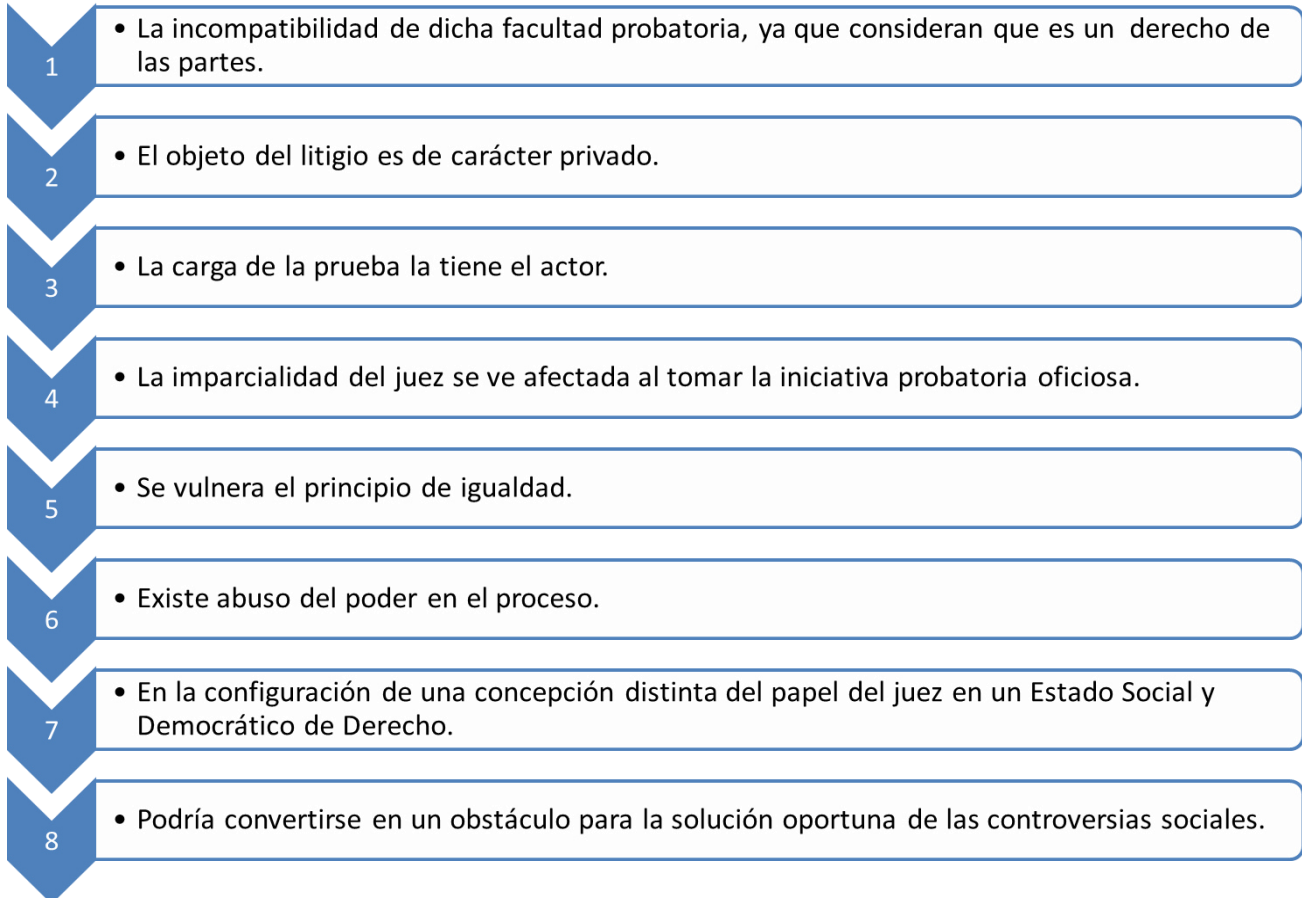 1
• La incompatibilidad de dicha facultad probatoria, ya que consideran que es un derecho de
las partes.
2
• El objeto del litigio es de carácter privado.
3
• La carga de la prueba la tiene el actor.
4
• La imparcialidad del juez se ve afectada al tomar la iniciativa probatoria oficiosa.
5
• Se vulnera el principio de igualdad.
6
• Existe abuso del poder en el proceso.
7
• En la configuración de una concepción distinta del papel del juez en un Estado Social y
Democrático de Derecho.
8
• Podría convertirse en un obstáculo para la solución oportuna de las controversias sociales.